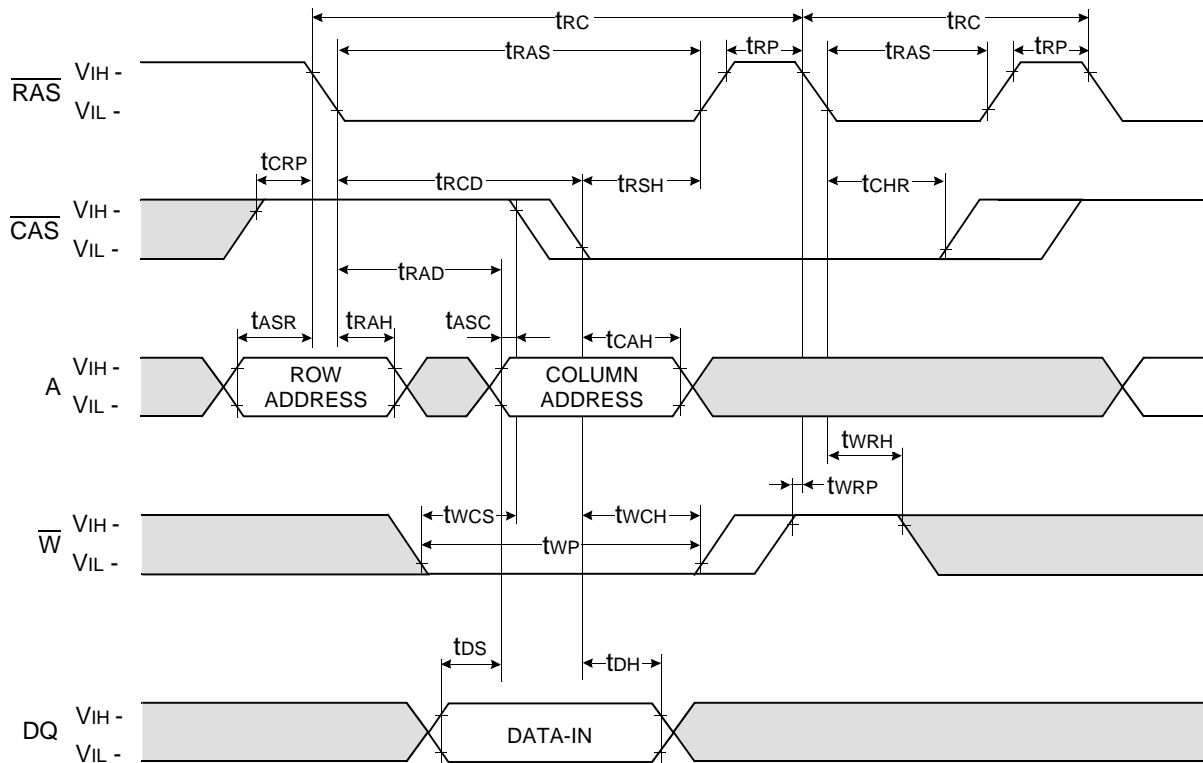 tRC tRC
tRAS tRP tRAS tRP
RAS VIH -
VIL -
tCRP tRCD tRSH tCHR
CAS VIH -
VIL -
tRAD
tASR tRAH tASC tCAH
A VIH -
VIL -
ROW
ADDRESS
COLUMN
ADDRESS
tWRH
tWRP
W VIH -
VIL -
tWCS tWCH
tWP
tDS tDH
DQ VIH -
VIL -
DATA-IN